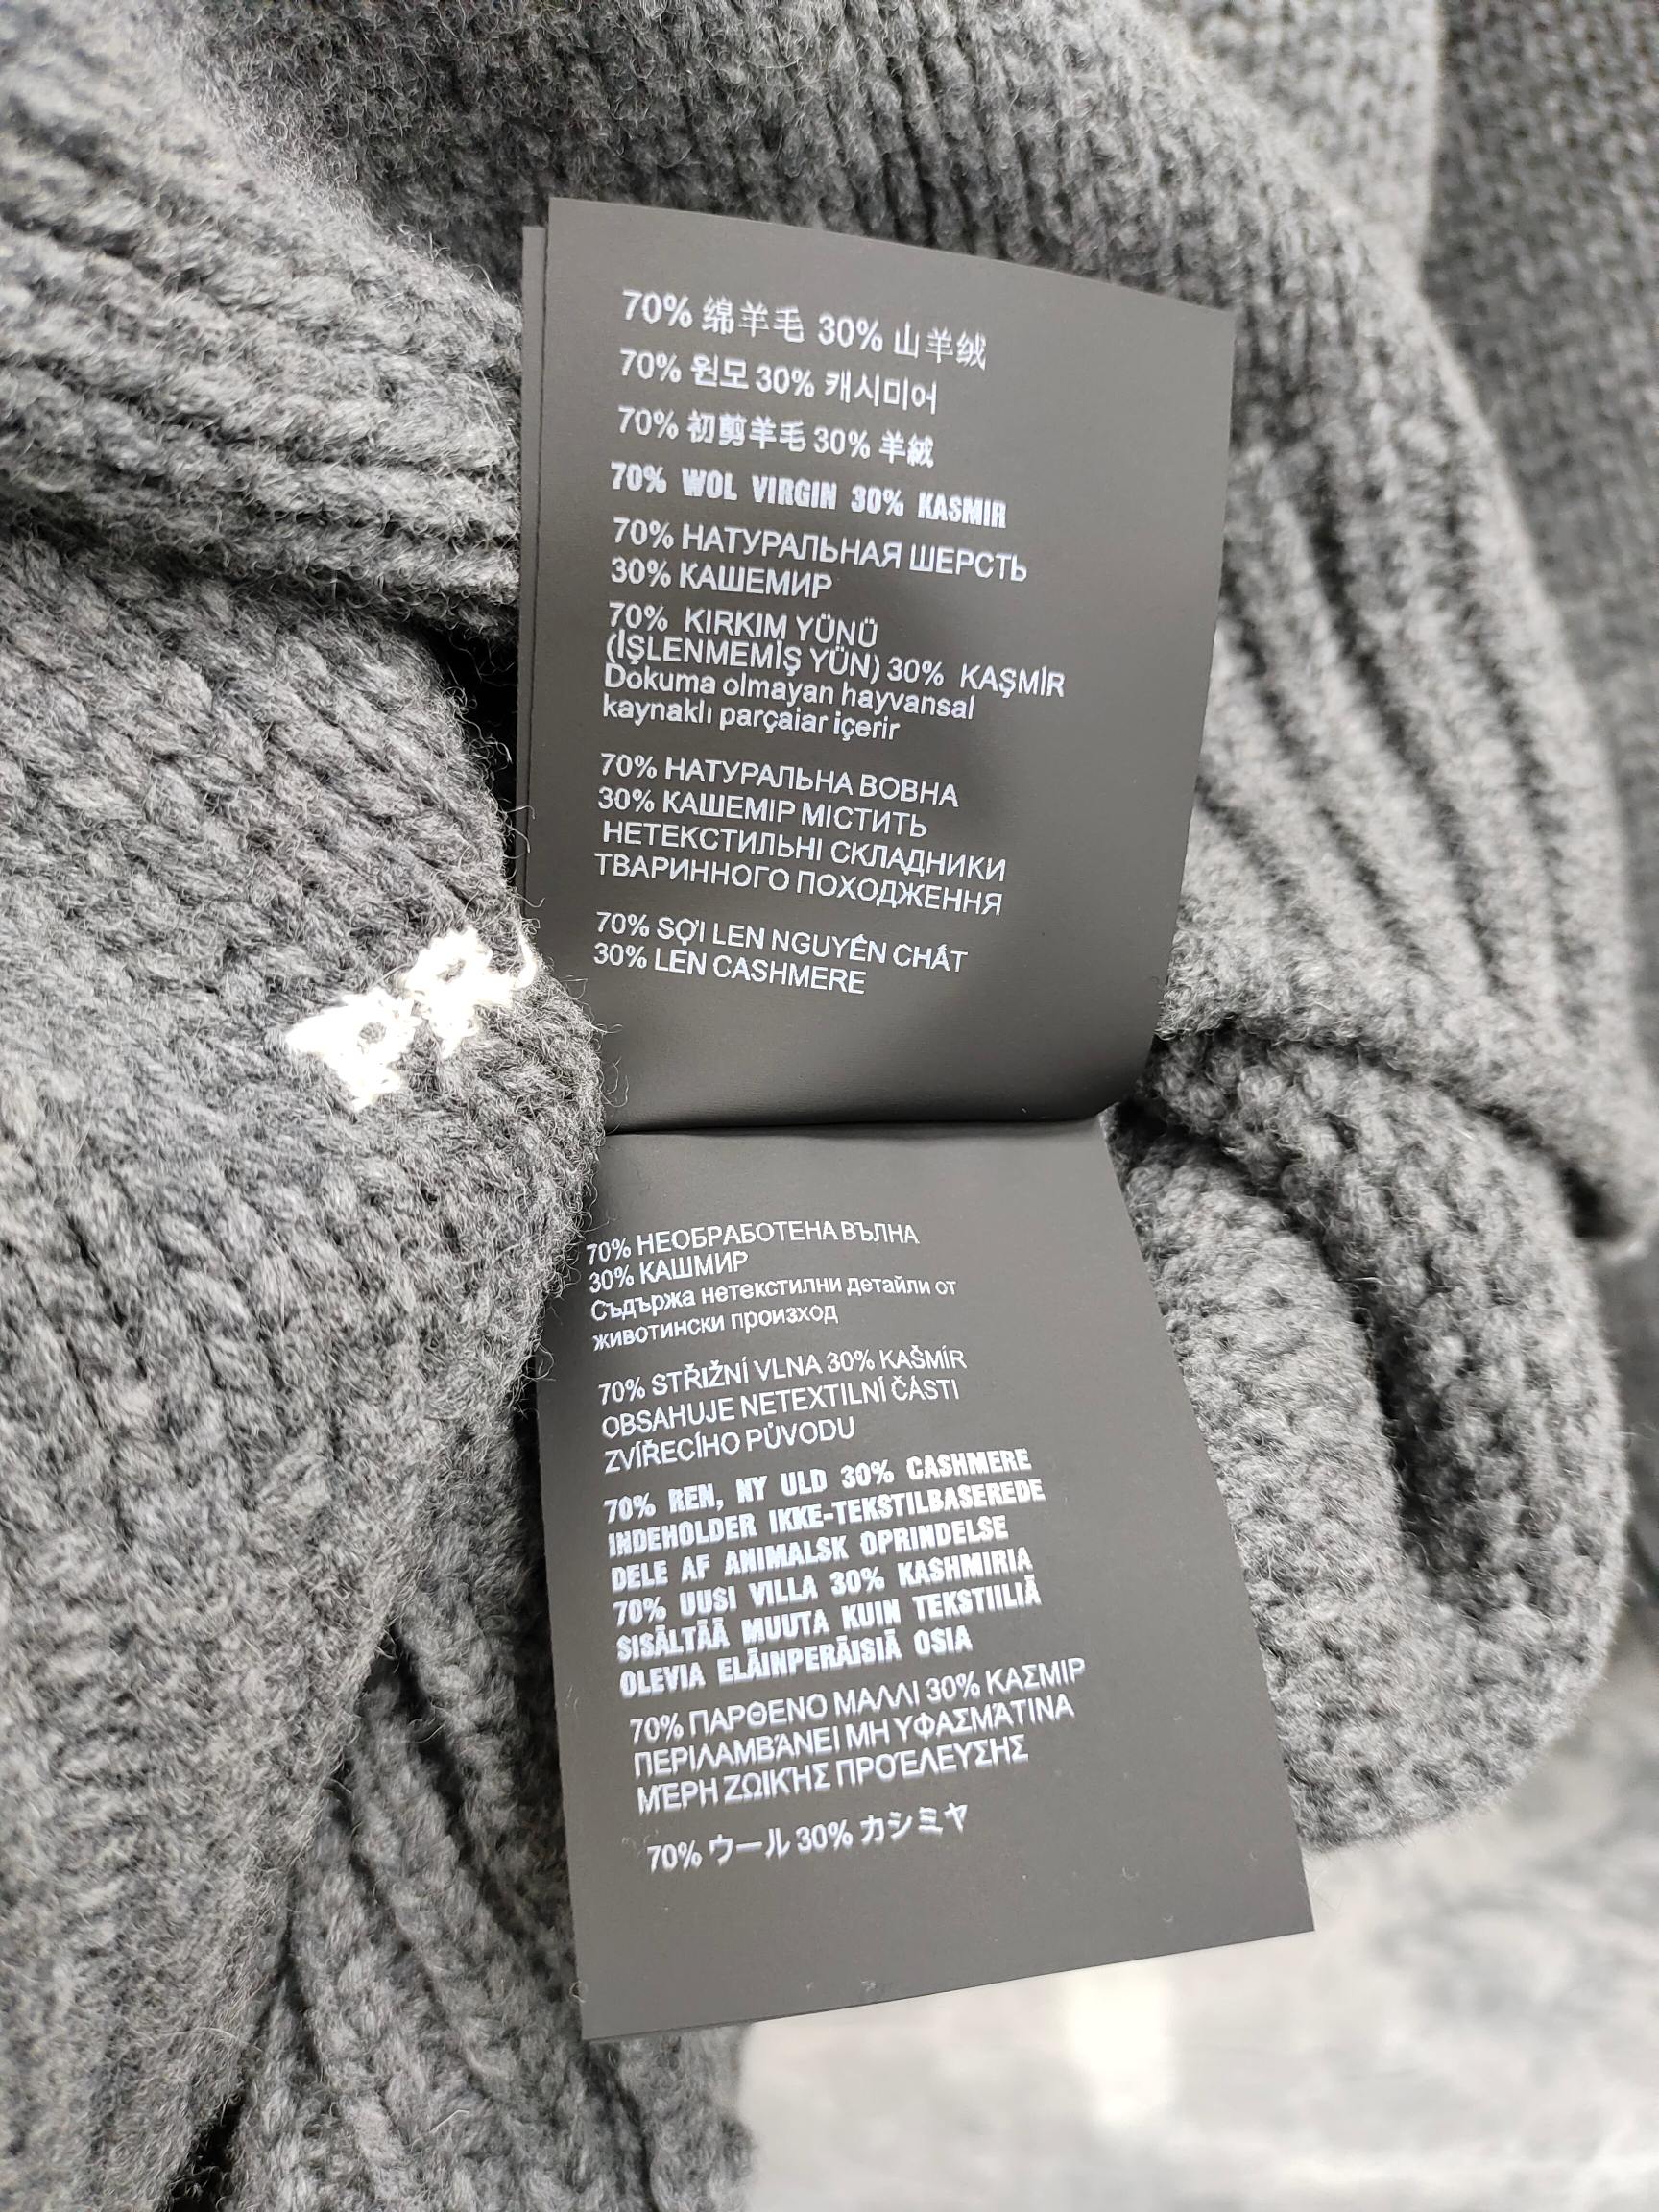 70% 绵羊毛 30% 山羊绒
70% 원모 30% 캐시미어
70% 初剪羊毛 30% 羊絨
70% WOL VIRGIN 30% KASMIR
70% НАТУРАЛЬНАЯ ШЕРСТЬ
30% КАШЕМИР
70% KIRKIM YÜNÜ
(İŞLENMEMİŞ YÜN) 30% KAŞMİR
Dokuma olmayan hayvansal
kaynaklı parçaiar içerir
70% НАТУРАЛЬНА ВОВНА
30% КАШЕМІР МІСТИТЬ
НЕТЕКСТИЛЬНІ СКЛАДНИКИ
ТВАРИННОГО ПОХОДЖЕННЯ
70% SỢI LEN NGUYÊN CHẤT
30% LEN CASHMERE
70% НЕОБРАБОТЕНА ВЪЛНА
30% КАШМИР
Съдържа нетекстилни детайли от
животински произход
70% STŘIŽNÍ VLNA 30% KAŠMÍR
OBSAHUJE NETEXTILNÍ ČÁSTI
ZVÍŘECÍHO PŮVODU
70% REN, NY ULD 30% CASHMERE
INDEHOLDER IKKE-TEKSTILBASEREDE
DELE AF ANIMALSK OPRINDELSE
70% UUSI VILLA 30% KASHMIRIA
SISÄLTÄÄ MUUTA KUIN TEKSTIILIÄ
OLEVIA ELÄINPERÄISIÄ OSIA
70% ΠΑΡΘΕΝΟ ΜΑΛΛΙ 30% ΚΑΣΜΙΡ
ΠΕΡΙΛΑΜΒΆΝΕΙ ΜΗ ΥΦΑΣΜΆΤΙΝΑ
ΜΈΡΗ ΖΩΙΚΉΣ ΠΡΟΈΛΕΥΣΗΣ
70% ウール 30% カシミヤ